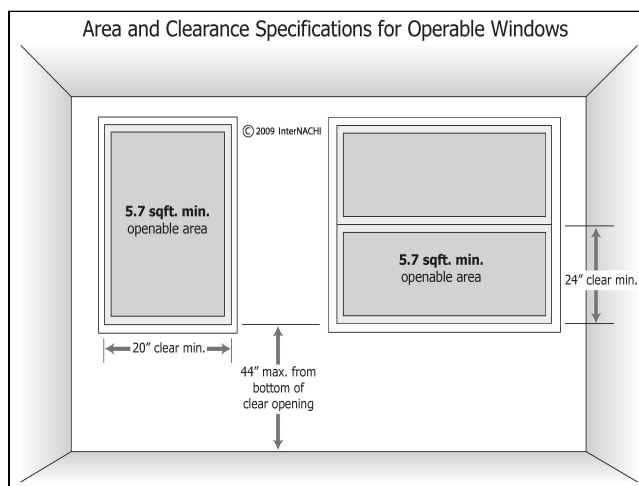 Area and Clearance Specifications for Operable Windows
© 2009 InterNACHI
5.7 sqft. min.
openable area
5.7 sqft. min.
openable area
24” clear min.
20” clear min.
44” max. from
bottom of
clear opening